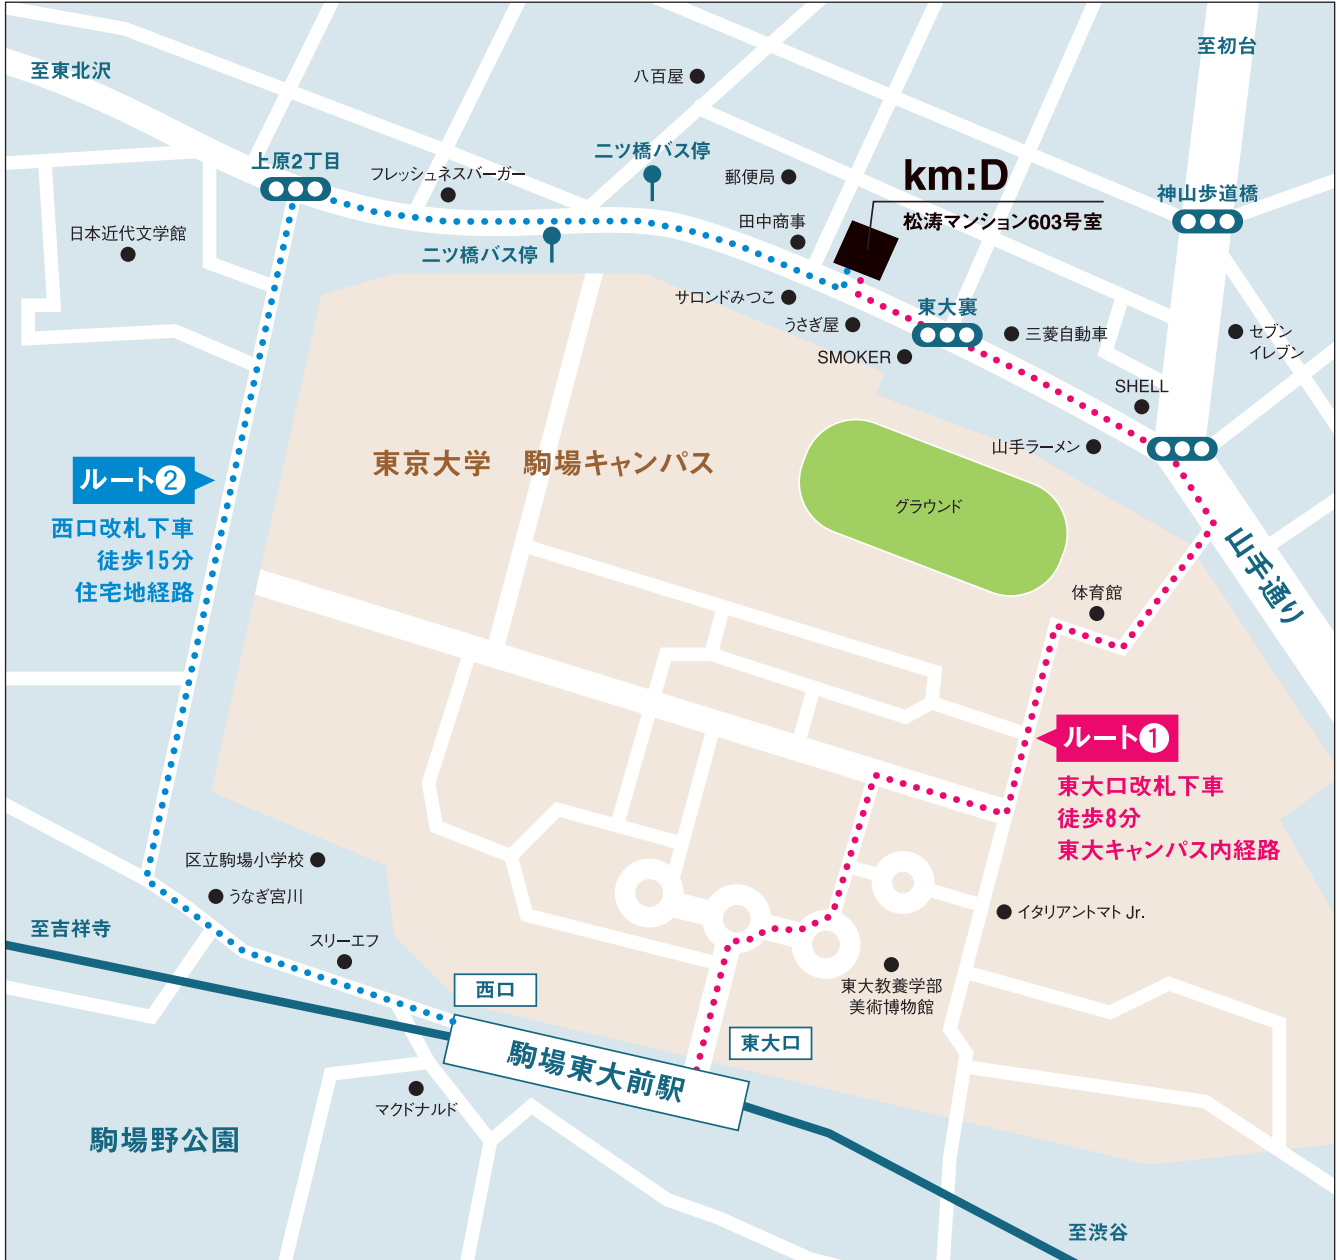 至東北沢
至初台
八百屋
二ツ橋バス停
上原2丁目
フレッシュネスバーガー
郵便局
km:D
松涛マンション603号室
神山歩道橋
田中商事
日本近代文学館
二ツ橋バス停
サロンドみつこ
東大裏
うさぎ屋
三菱自動車
セブン
イレブン
SMOKER
SHELL
山手ラーメン
東京大学 駒場キャンパス
ルート2
西口改札下車
徒歩15分
住宅地経路
グラウンド
山手通り
体育館
ルート1
東大口改札下車
徒歩8分
東大キャンパス内経路
区立駒場小学校
うなぎ宮川
至吉祥寺
スリーエフ
イタリアントマト Jr.
西口
東大教養学部
美術博物館
東大口
駒場東大前駅
マクドナルド
駒場野公園
至渋谷